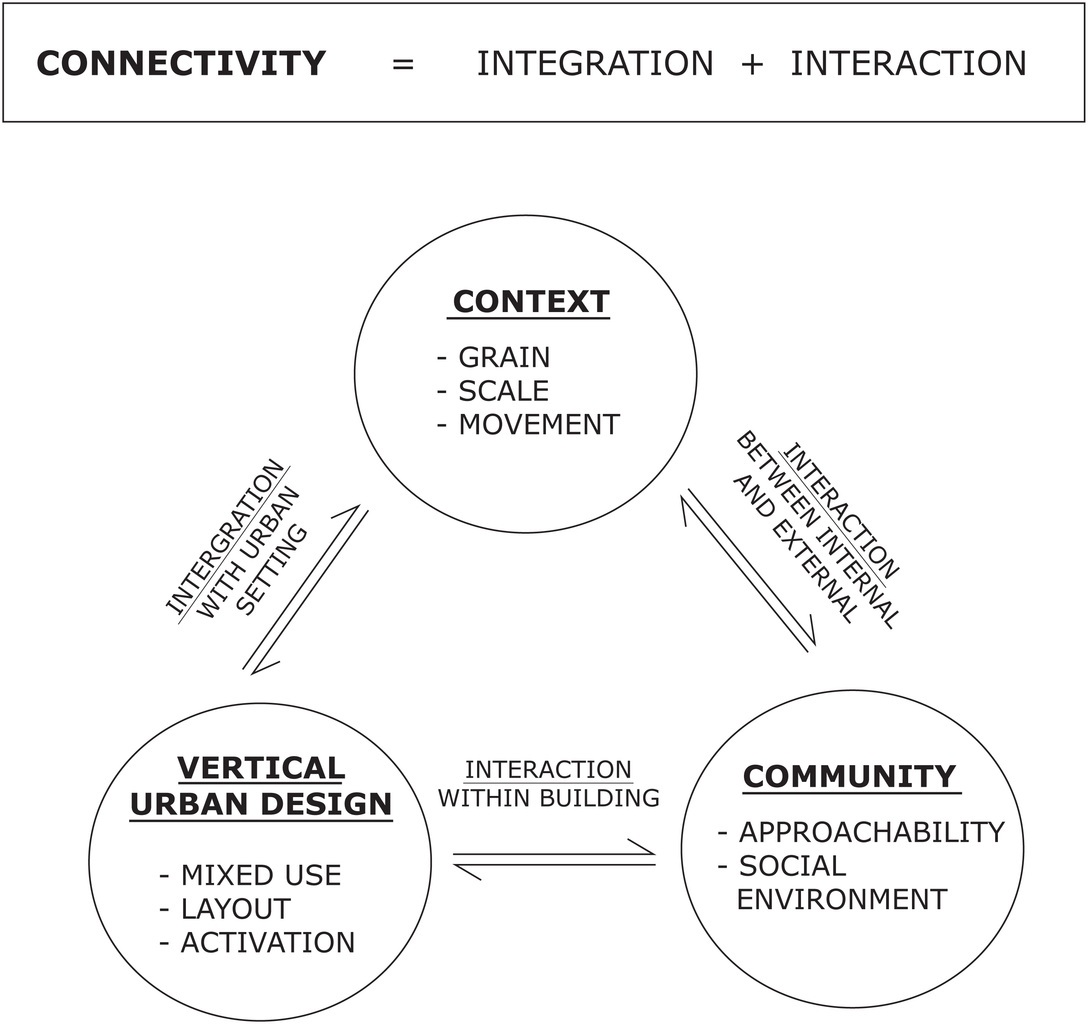 CONNECTIVITY = INTEGRATION + INTERACTION
CONTEXT
- GRAIN
- SCALE
- MOVEMENT
INTERGRATION
WITH URBAN
SETTING
INTERACTION
BETWEEN INTERNAL
AND EXTERNAL
VERTICAL
URBAN DESIGN
- MIXED USE
- LAYOUT
- ACTIVATION
INTERACTION
WITHIN BUILDING
COMMUNITY
- APPROACHABILITY
- SOCIAL
ENVIRONMENT